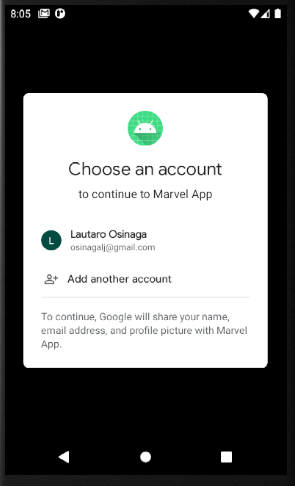 8:05
Choose an account
to continue to Marvel App
L
Lautaro Osinaga
osinagalj@gmail.com
Add another account
To continue, Google will share your name,
email address, and profile picture with Marvel
App.